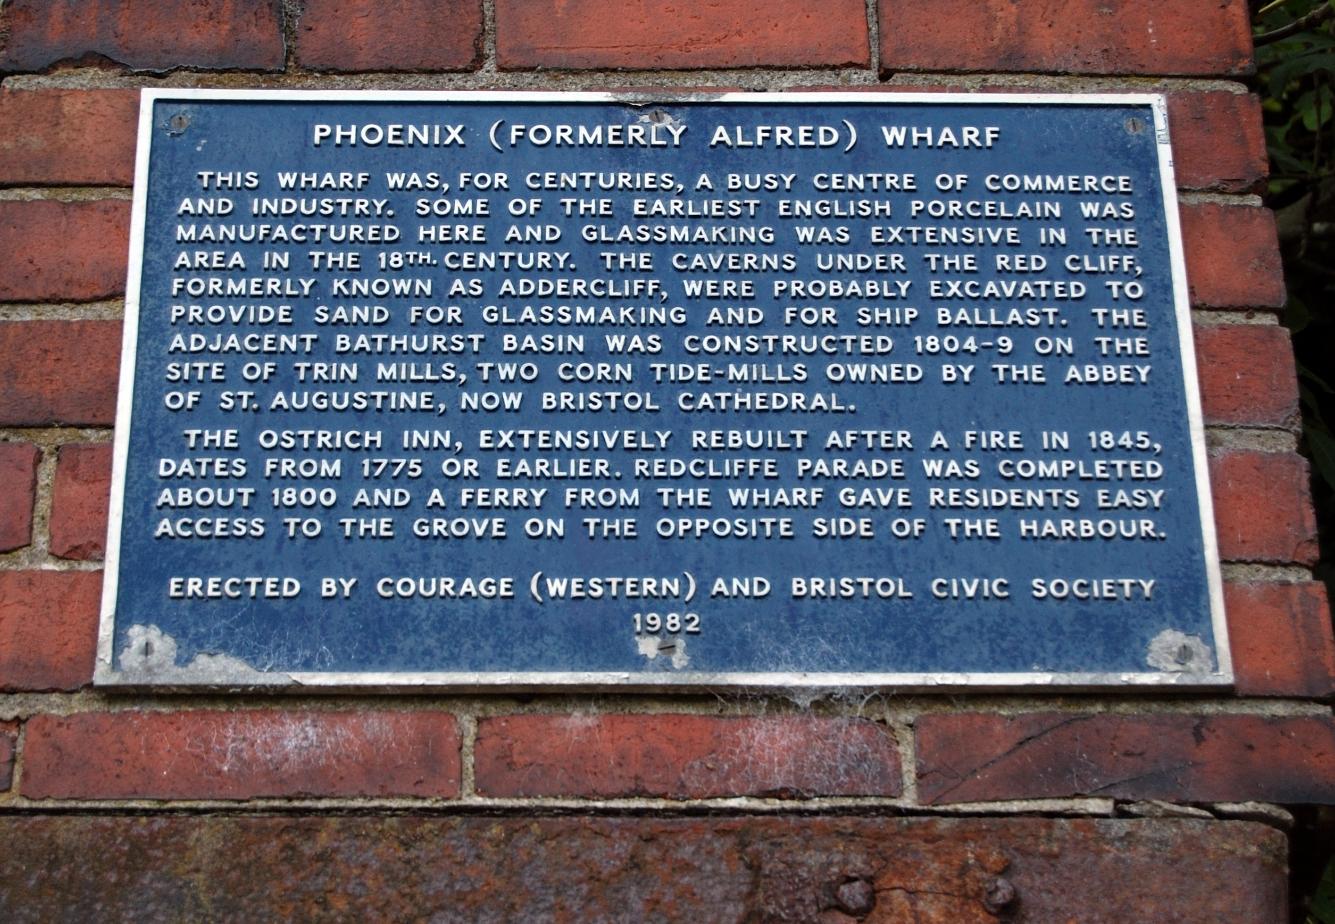 PHOENIX (FORMERLY ALFRED) WHARF
THIS WHARF WAS, FOR CENTURIES, A BUSY CENTRE OF COMMERCE
AND INDUSTRY. SOME OF THE EARLIEST ENGLISH PORCELAIN WAS
MANUFACTURED HERE AND GLASSMAKING WAS EXTENSIVE IN THE
AREA IN THE 18TH. CENTURY. THE CAVERNS UNDER THE RED CLIFF,
FORMERLY KNOWN AS ADDERCLIFF, WERE PROBABLY EXCAVATED TO
PROVIDE SAND FOR GLASSMAKING AND FOR SHIP BALLAST. THE
ADJACENT BATHURST BASIN WAS CONSTRUCTED 1804-9 ON THE
SITE OF TRIN MILLS, TWO CORN TIDE-MILLS OWNED BY THE ABBEY
OF ST. AUGUSTINE, NOW BRISTOL CATHEDRAL.
THE OSTRICH INN, EXTENSIVELY REBUILT AFTER A FIRE IN 1845,
DATES FROM 1775 OR EARLIER. REDCLIFFE PARADE WAS COMPLETED
ABOUT 1800 AND A FERRY FROM THE WHARF GAVE RESIDENTS EASY
ACCESS TO THE GROVE ON THE OPPOSITE SIDE OF THE HARBOUR.
ERECTED BY COURAGE (WESTERN) AND BRISTOL CIVIC SOCIETY
1982